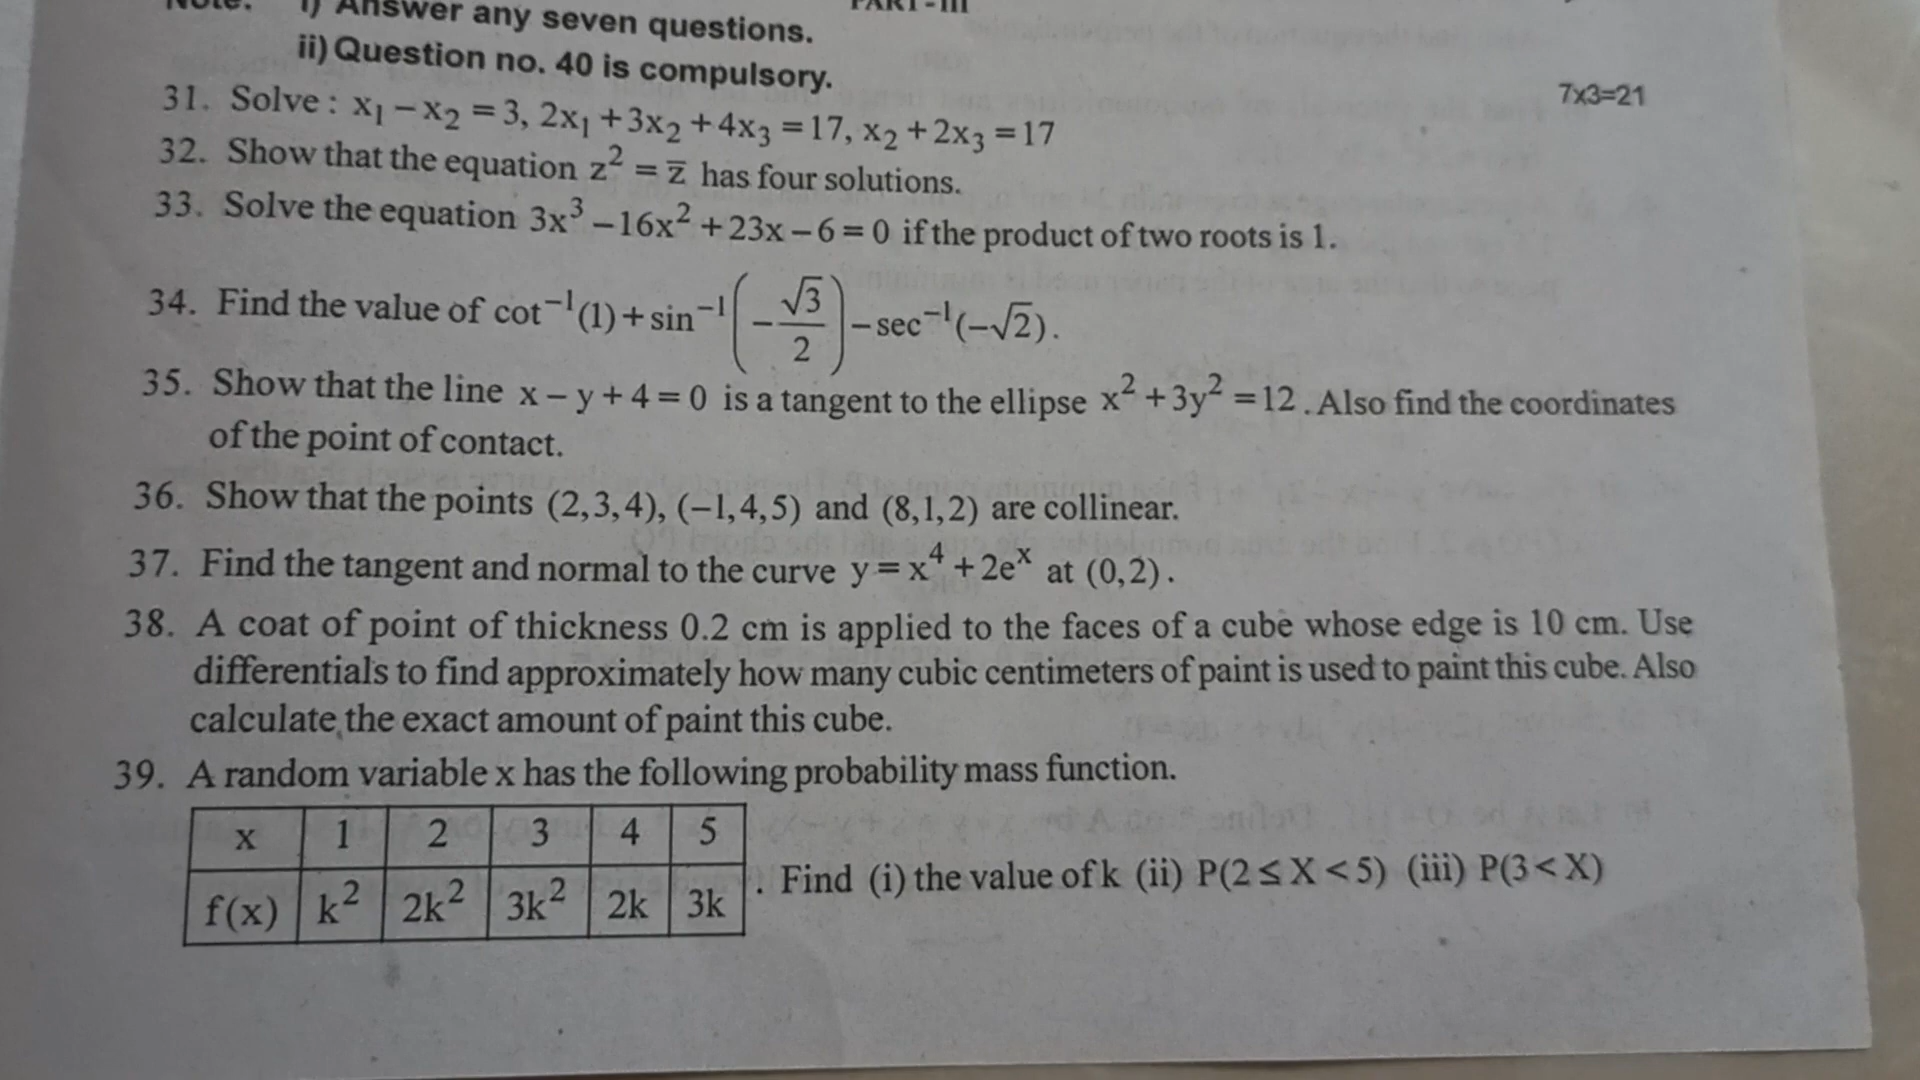 PART-III
Note: i) Answer any seven questions.
ii) Question no. 40 is compulsory.
7x3=21
31. Solve : x₁ − x₂ = 3, 2x₁ + 3x₂ + 4x₃ = 17, x₂ + 2x₃ = 17
32. Show that the equation z² = z̅ has four solutions.
33. Solve the equation 3x³ − 16x² + 23x − 6 = 0 if the product of two roots is 1.
34. Find the value of cot⁻¹(1) + sin⁻¹(−√3/2) − sec⁻¹(−√2).
35. Show that the line x − y + 4 = 0 is a tangent to the ellipse x² + 3y² = 12. Also find the coordinates
of the point of contact.
36. Show that the points (2,3,4), (−1,4,5) and (8,1,2) are collinear.
37. Find the tangent and normal to the curve y = x⁴ + 2eˣ at (0,2).
38. A coat of point of thickness 0.2 cm is applied to the faces of a cube whose edge is 10 cm. Use
differentials to find approximately how many cubic centimeters of paint is used to paint this cube. Also
calculate the exact amount of paint this cube.
39. A random variable x has the following probability mass function.
x 1 2 3 4 5
f(x) k² 2k² 3k² 2k 3k
. Find (i) the value of k (ii) P(2 ≤ X < 5) (iii) P(3 < X)